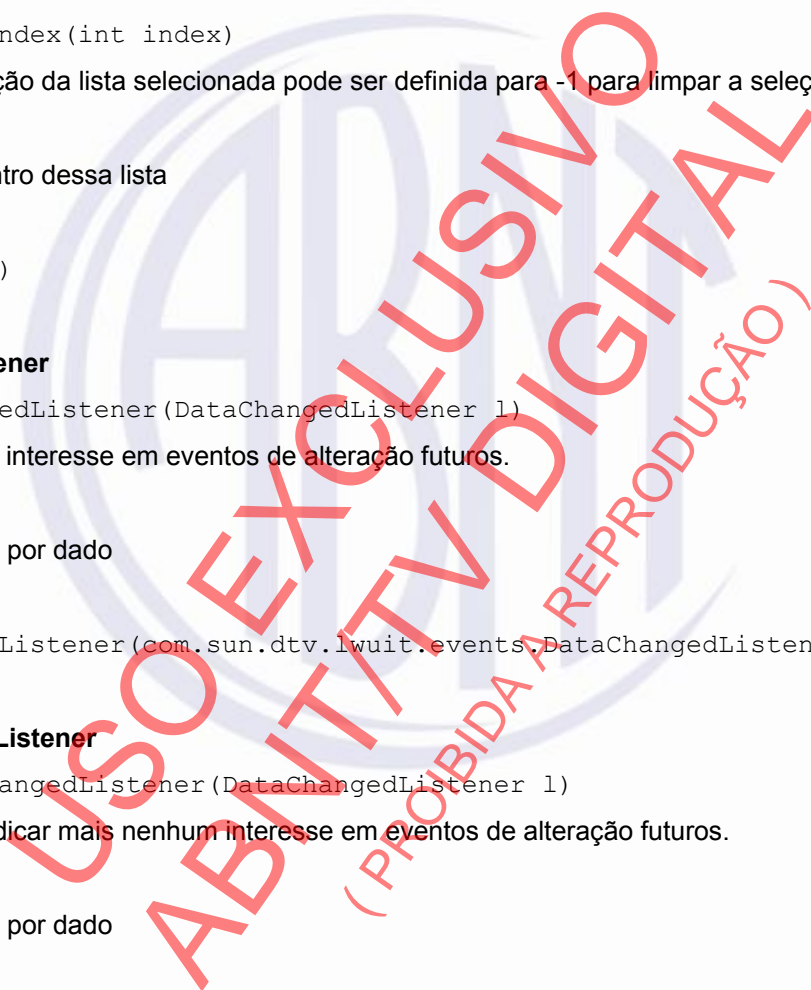 ndex(int index)
ção da lista selecionada pode ser definida para -1 para limpar a seleç
ntro dessa lista
)
ener
edListener(DataChangedListener l)
interesse em eventos de alteração futuros.
por dado
Listener(com.sun.dtv.lwuit.events.DataChangedListen
Listener
angedListener(DataChangedListener l)
dicar mais nenhum interesse em eventos de alteração futuros.
por dado
USO EXCLUSIVO
ABNT/TV DIGITAL
( PROIBIDA A REPRODUÇÃO )
ABNT